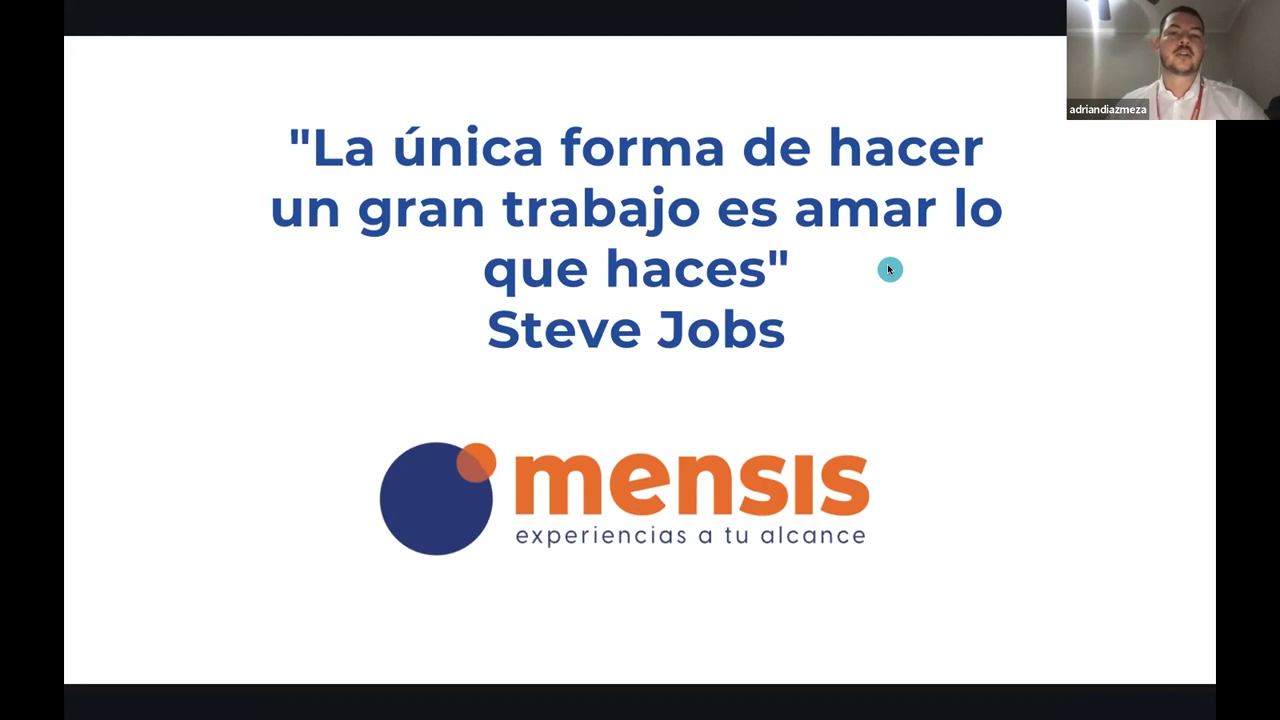 "La única forma de hacer
un gran trabajo es amar lo
que haces"
Steve Jobs
mensis
experiencias a tu alcance
adriandiazmeza